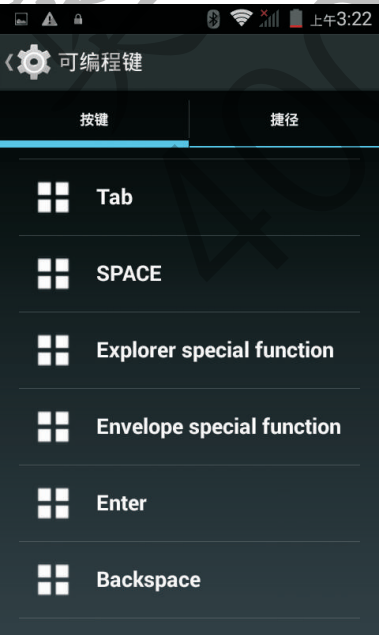 上午3:22
可编程键
按键
捷径
Tab
SPACE
Explorer special function
Envelope special function
Enter
Backspace